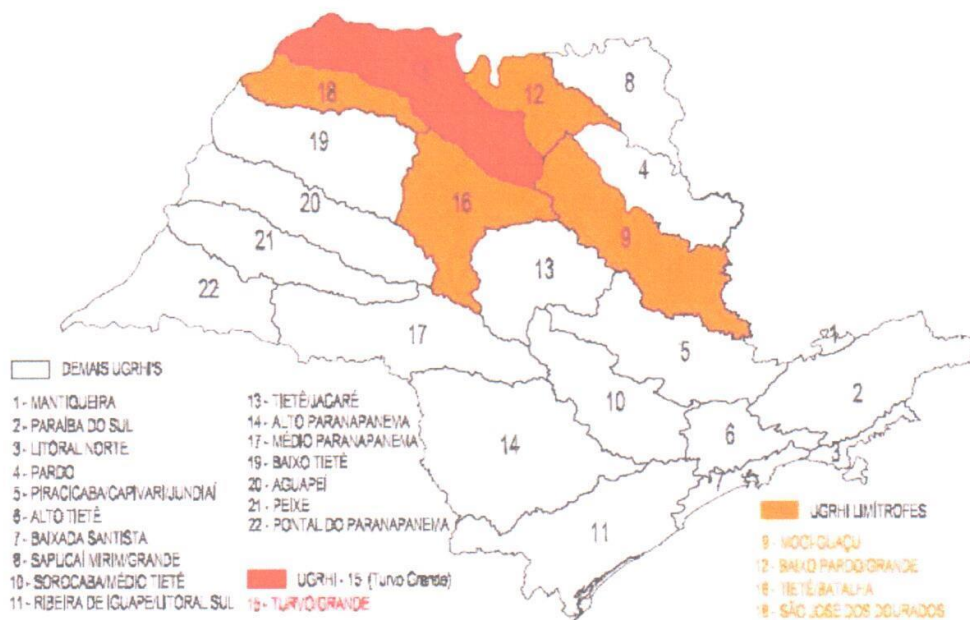 8
12
18
4
19
16
20
9
21
13
22
17
5
1
2
10
14
6
3
7
11
DEMAIS UGRHI'S
1 - MANTIQUEIRA
2 - PARAÍBA DO SUL
3 - LITORAL NORTE
4 - PARDO
5 - PIRACICABA/CAPIVARI/JUNDIAÍ
6 - ALTO TIETÊ
7 - BAIXADA SANTISTA
8 - SAPUCAÍ MIRIM/GRANDE
10 - SOROCABA/MÉDIO TIETÊ
11 - RIBEIRA DE IGUAPE/LITORAL SUL
13 - TIETÊ/JACARÉ
14 - ALTO PARANAPANEMA
17 - MÉDIO PARANAPANEMA
19 - BAIXO TIETÊ
20 - AGUAPEÍ
21 - PEIXE
22 - PONTAL DO PARANAPANEMA
UGRHI - 15 (Turvo Grande)
15 - TURVO/GRANDE
UGRHI LIMÍTROFES
9 - MOGI-GUAÇU
12 - BAIXO PARDO/GRANDE
16 - TIETÊ/BATALHA
18 - SÃO JOSÉ DOS DOURADOS